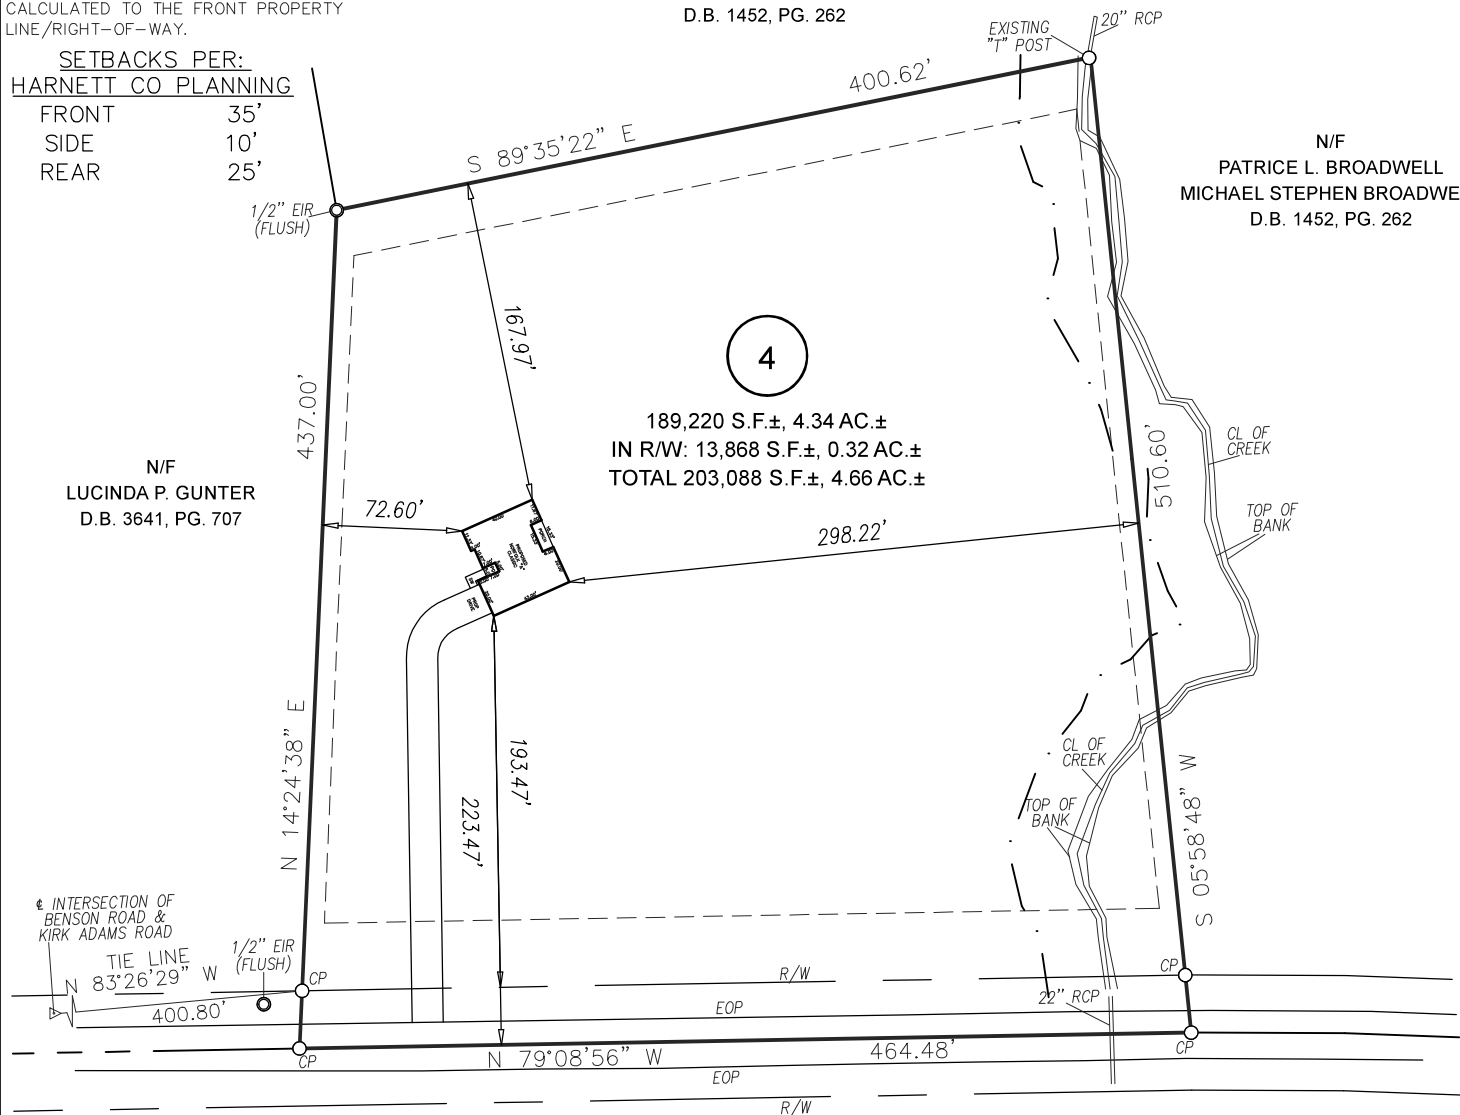 CALCULATED TO THE FRONT PROPERTY
LINE/RIGHT-OF-WAY.
SETBACKS PER:
HARNETT CO PLANNING
FRONT 35'
SIDE 10'
REAR 25'
D.B. 1452, PG. 262
EXISTING
"T" POST
20" RCP
400.62'
S 89°35'22" E
N/F
PATRICE L. BROADWELL
MICHAEL STEPHEN BROADWE
D.B. 1452, PG. 262
1/2" EIR
(FLUSH)
167.97'
4
189,220 S.F.±, 4.34 AC.±
IN R/W: 13,868 S.F.±, 0.32 AC.±
TOTAL 203,088 S.F.±, 4.66 AC.±
437.00'
N/F
LUCINDA P. GUNTER
D.B. 3641, PG. 707
72.60'
298.22'
510.60'
CL OF
CREEK
TOP OF
BANK
PROPOSED
PORCH
PROP
DRIVE
193.47'
223.47'
N 14°24'38" E
CL OF
CREEK
TOP OF
BANK
S 05°58'48" W
℄ INTERSECTION OF
BENSON ROAD &
KIRK ADAMS ROAD
TIE LINE
N 83°26'29" W
400.80'
1/2" EIR
(FLUSH)
CP
R/W
CP
EOP
22" RCP
CP
N 79°08'56" W
464.48'
CP
EOP
R/W